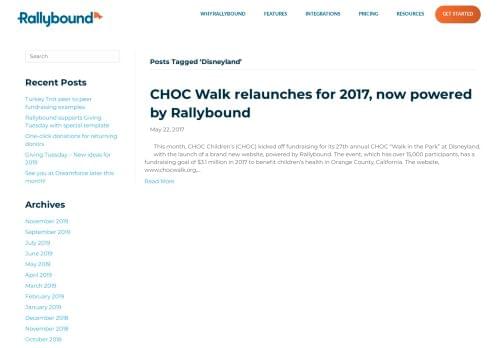 Rallybound
WHY RALLYBOUND
FEATURES
INTEGRATIONS
PRICING
RESOURCES
GET STARTED
Search
Recent Posts
Turkey Trot peer to peer
fundraising examples
Rallybound supports Giving
Tuesday with special template
One-click donations for returning
donors
Giving Tuesday – New ideas for
2019
See you at Dreamforce later this
month!
Archives
November 2019
September 2019
July 2019
June 2019
May 2019
April 2019
March 2019
February 2019
January 2019
December 2018
November 2018
October 2018
Posts Tagged 'Disneyland'
CHOC Walk relaunches for 2017, now powered
by Rallybound
May 22, 2017
This month, CHOC Children's (CHOC) kicked off fundraising for its 27th annual CHOC "Walk in the Park" at Disneyland,
with the launch of a brand new website, powered by Rallybound. The event, which has over 15,000 participants, has a
fundraising goal of $3.1 million in 2017 to benefit children's health in Orange County, California. The website,
www.chocwalk.org,...
Read More